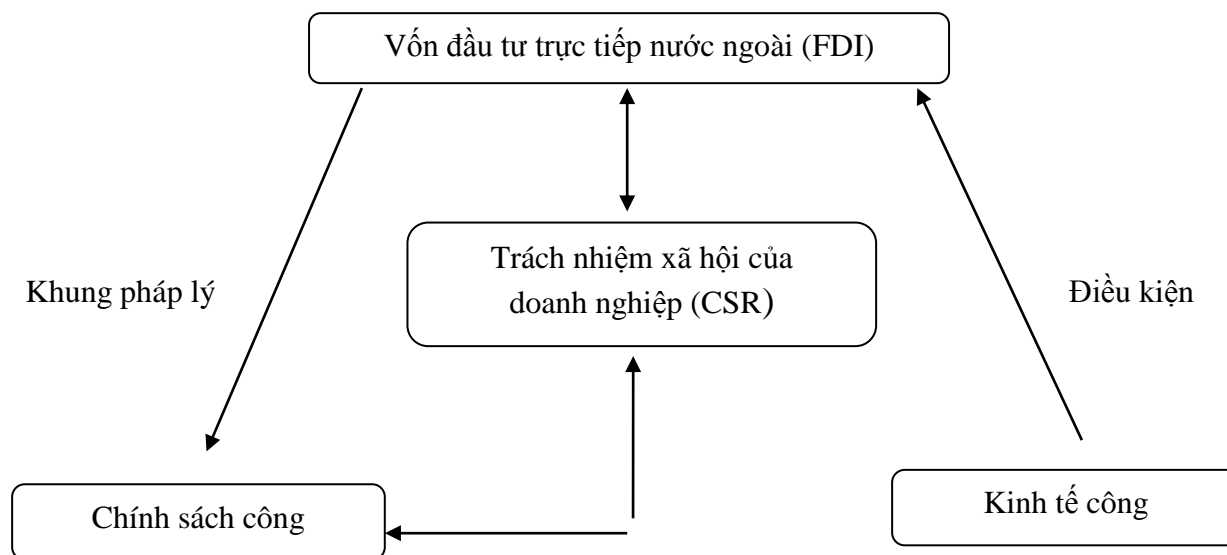 Vốn đầu tư trực tiếp nước ngoài (FDI)
Trách nhiệm xã hội của
doanh nghiệp (CSR)
Khung pháp lý
Điều kiện
Chính sách công
Kinh tế công